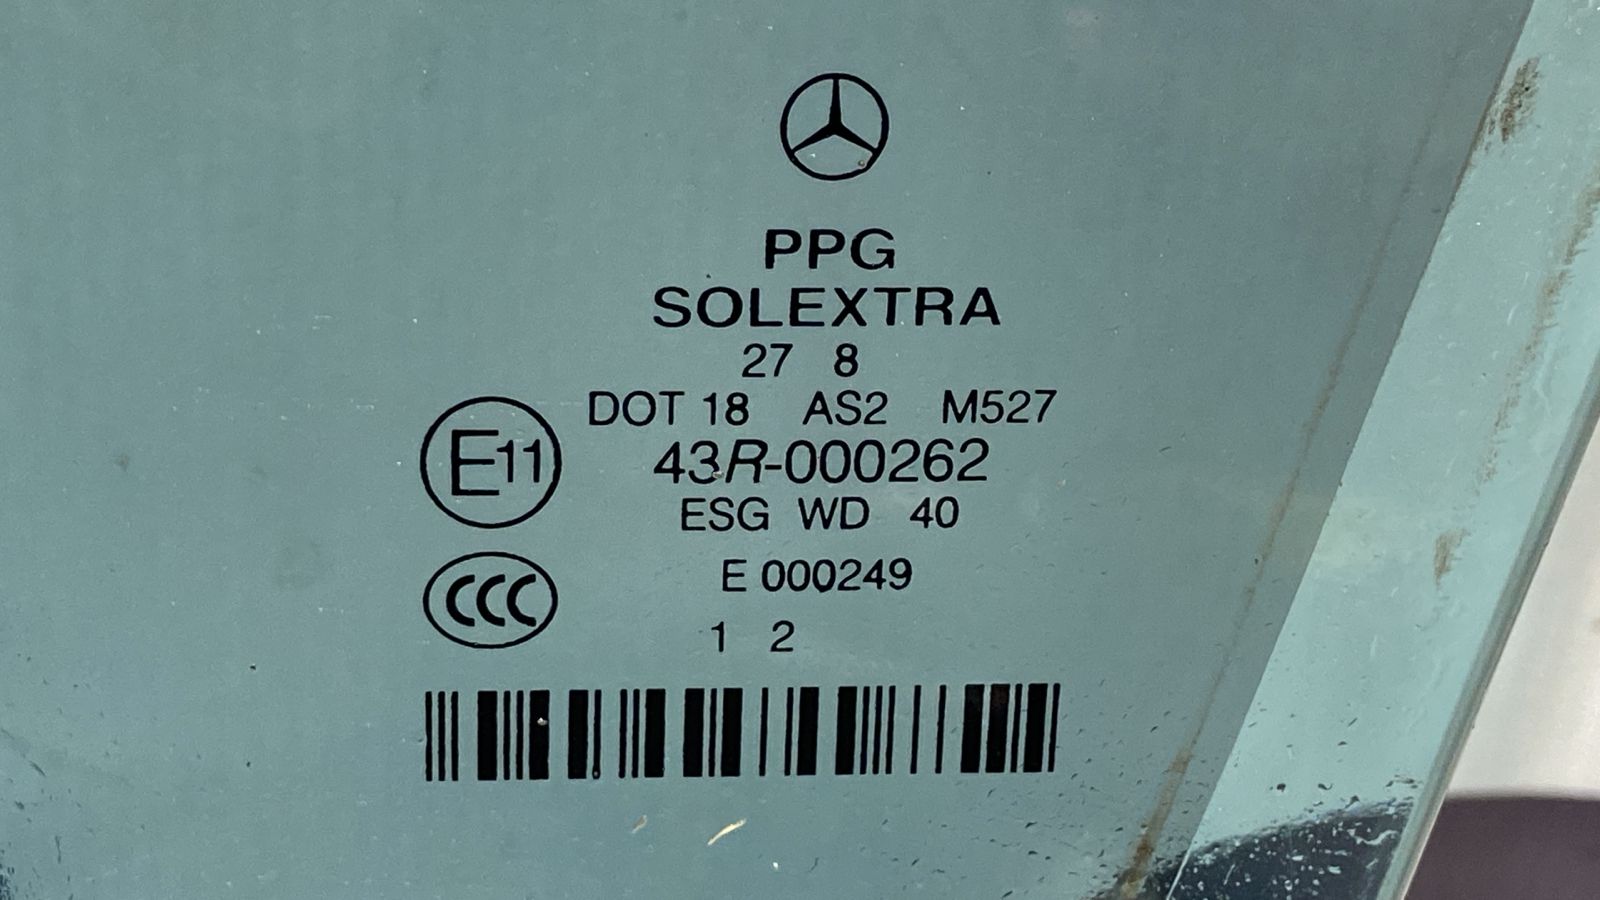 PPG
SOLEXTRA
27 8
DOT 18 AS2 M527
E11
43R-000262
ESG WD 40
CCC
E 000249
1 2